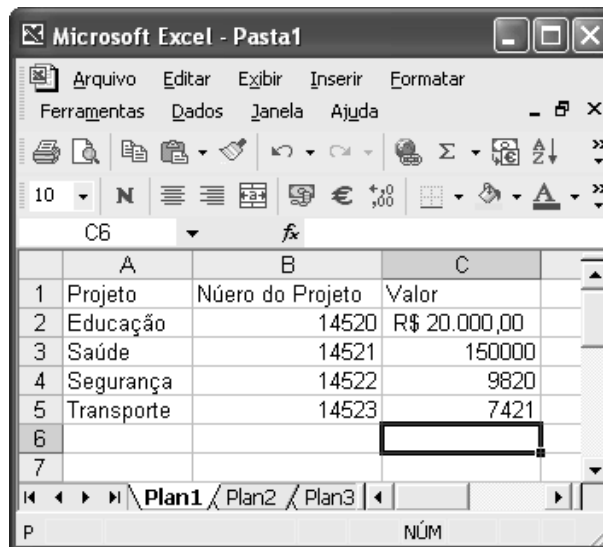 Microsoft Excel - Pasta1
Arquivo Editar Exibir Inserir Formatar
Ferramentas Dados Janela Ajuda
10 N €
C6 fx
A B C
1 Projeto Núero do Projeto Valor
2 Educação 14520 R$ 20.000,00
3 Saúde 14521 150000
4 Segurança 14522 9820
5 Transporte 14523 7421
6
7
Plan1 Plan2 Plan3
P NÚM